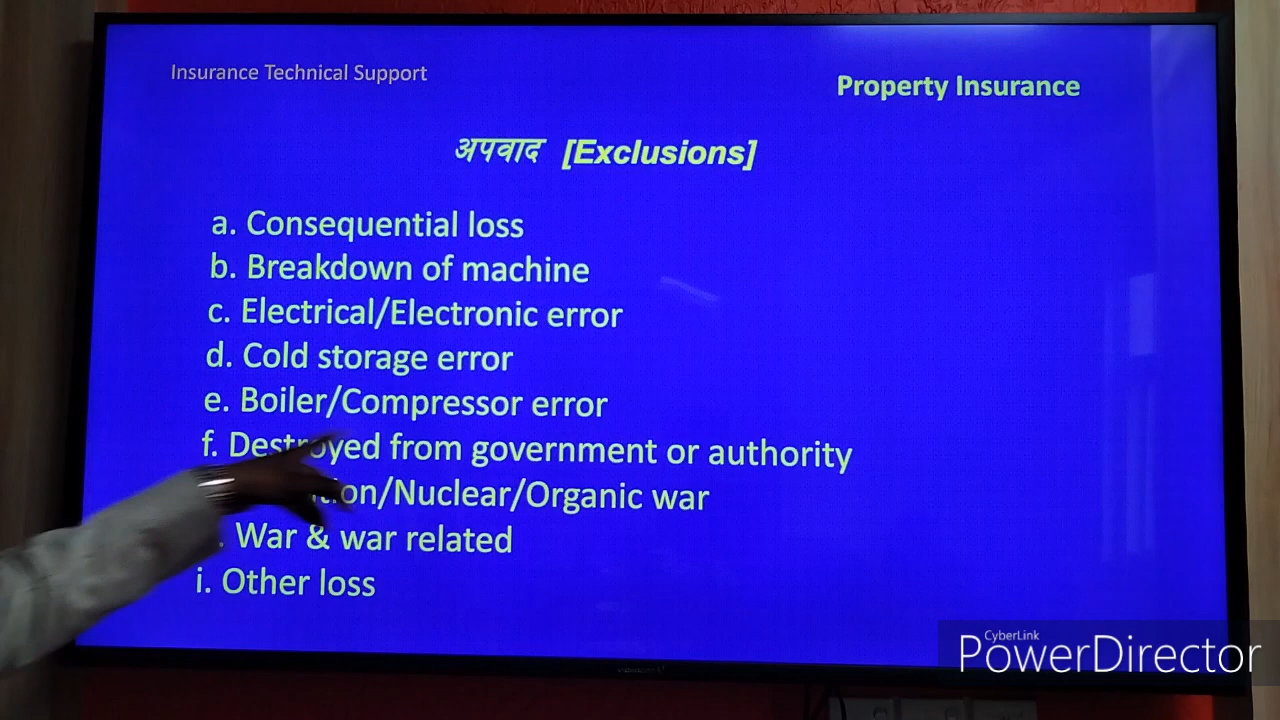 Insurance Technical Support
Property Insurance
अपवाद [Exclusions]
a. Consequential loss
b. Breakdown of machine
c. Electrical/Electronic error
d. Cold storage error
e. Boiler/Compressor error
f. Destroyed from government or authority
/Nuclear/Organic war
War & war related
i. Other loss
CyberLink
PowerDirector